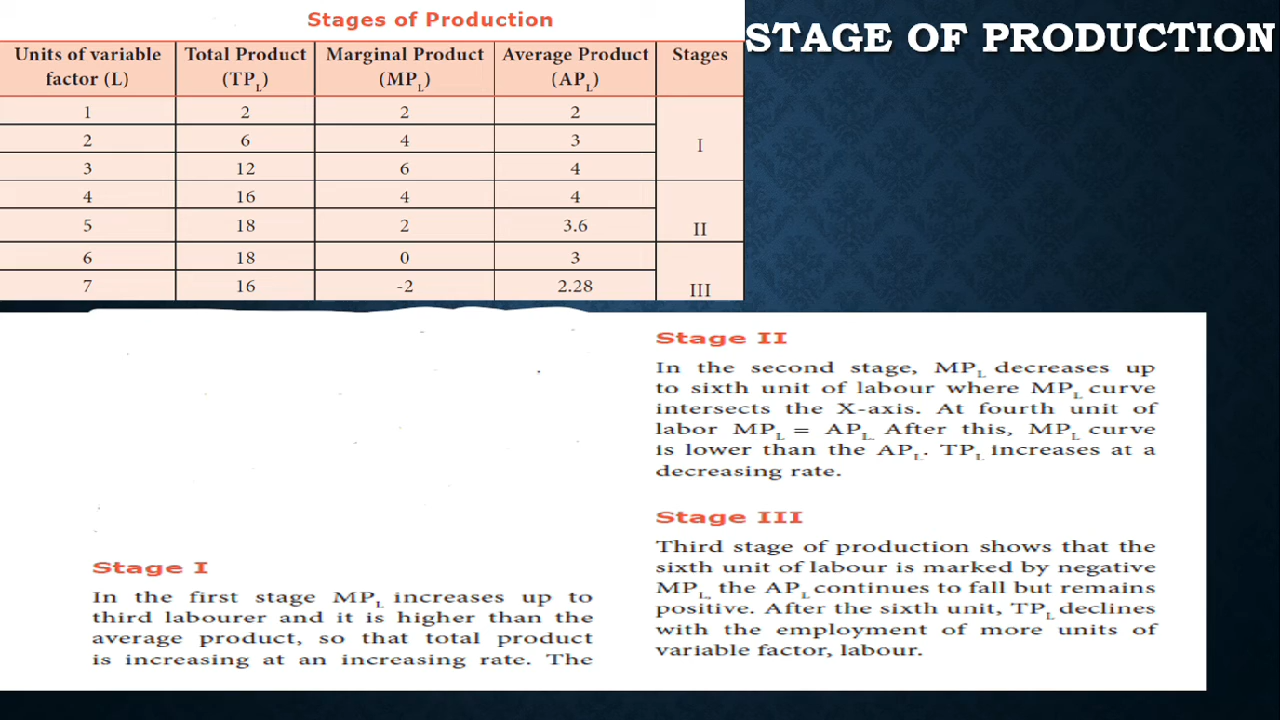 Stages of Production
STAGE OF PRODUCTION
Units of variable factor (L) Total Product (TPL) Marginal Product (MPL) Average Product (APL) Stages
1 2 2 2
2 6 4 3 I
3 12 6 4
4 16 4 4
5 18 2 3.6 II
6 18 0 3
7 16 -2 2.28 III
Stage I
In the first stage MPL increases up to
third labourer and it is higher than the
average product, so that total product
is increasing at an increasing rate. The
Stage II
In the second stage, MPL decreases up
to sixth unit of labour where MPL curve
intersects the X-axis. At fourth unit of
labor MPL = APL. After this, MPL curve
is lower than the APL. TPL increases at a
decreasing rate.
Stage III
Third stage of production shows that the
sixth unit of labour is marked by negative
MPL, the APL continues to fall but remains
positive. After the sixth unit, TPL declines
with the employment of more units of
variable factor, labour.